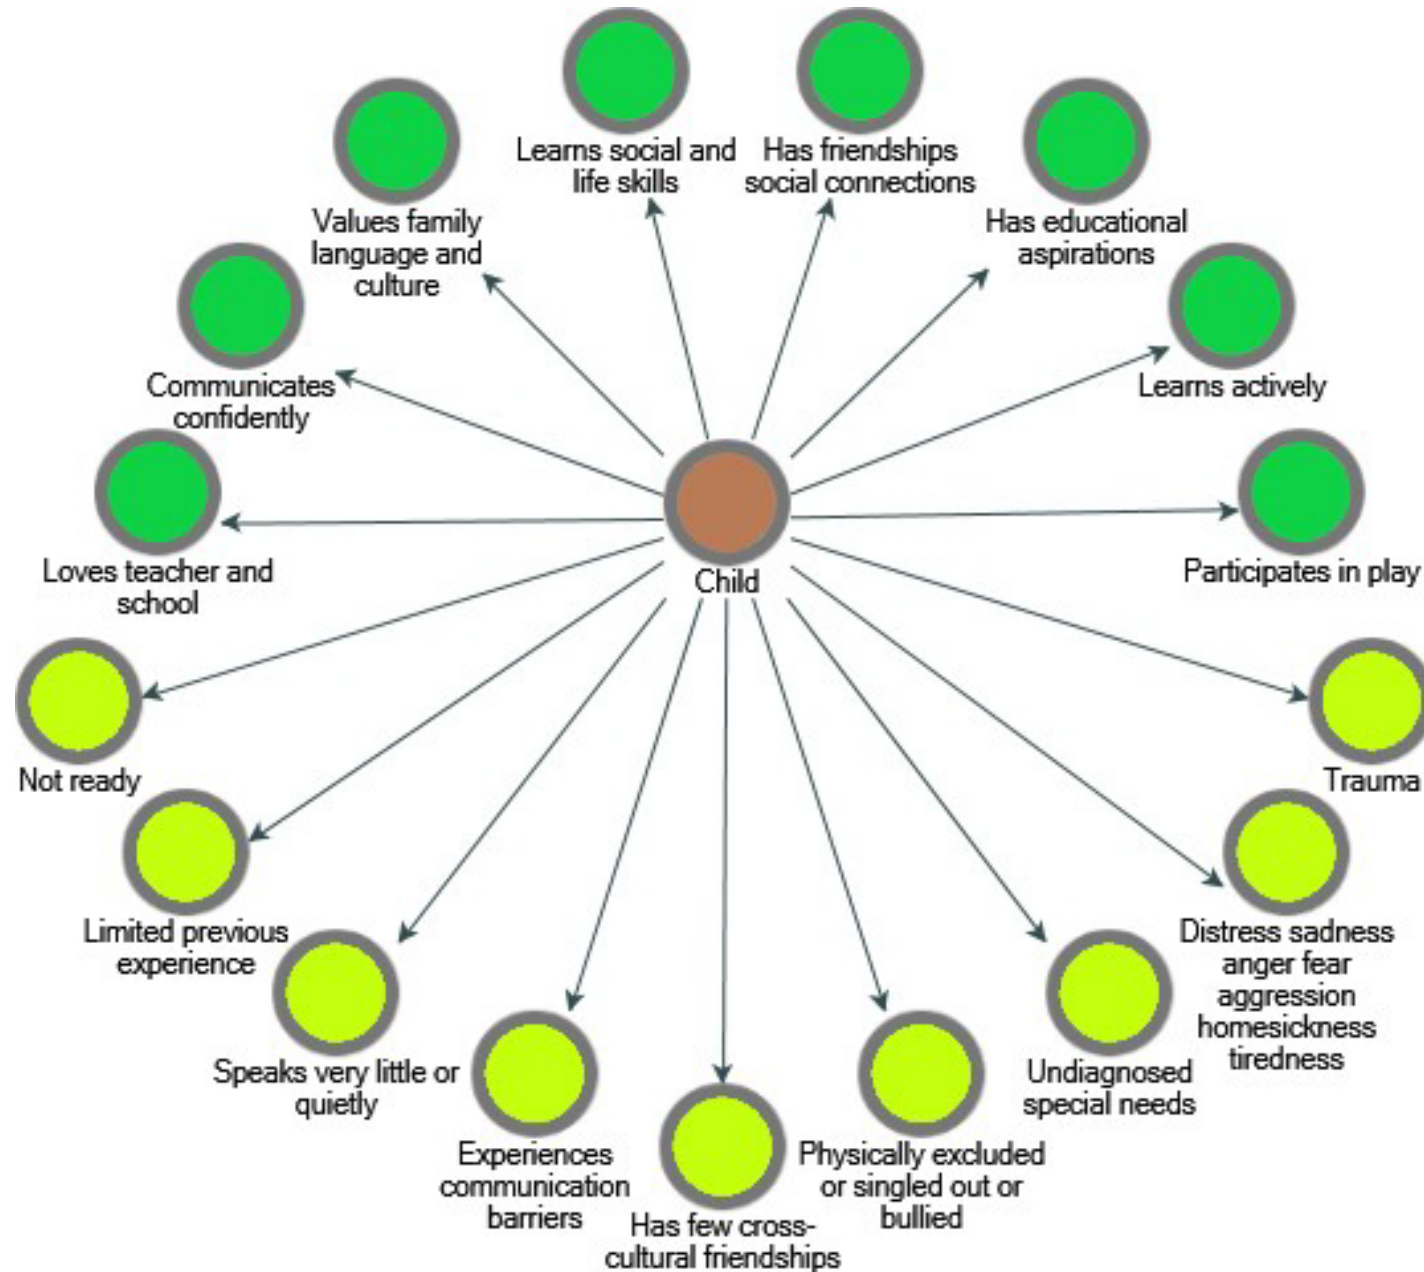 Learns social and
life skills
Has friendships
social connections
Values family
language and
culture
Has educational
aspirations
Communicates
confidently
Learns actively
Loves teacher and
school
Child
Participates in play
Not ready
Trauma
Limited previous
experience
Distress sadness
anger fear
aggression
homesickness
tiredness
Speaks very little or
quietly
Undiagnosed
special needs
Experiences
communication
barriers
Physically excluded
or singled out or
bullied
Has few cross-
cultural friendships